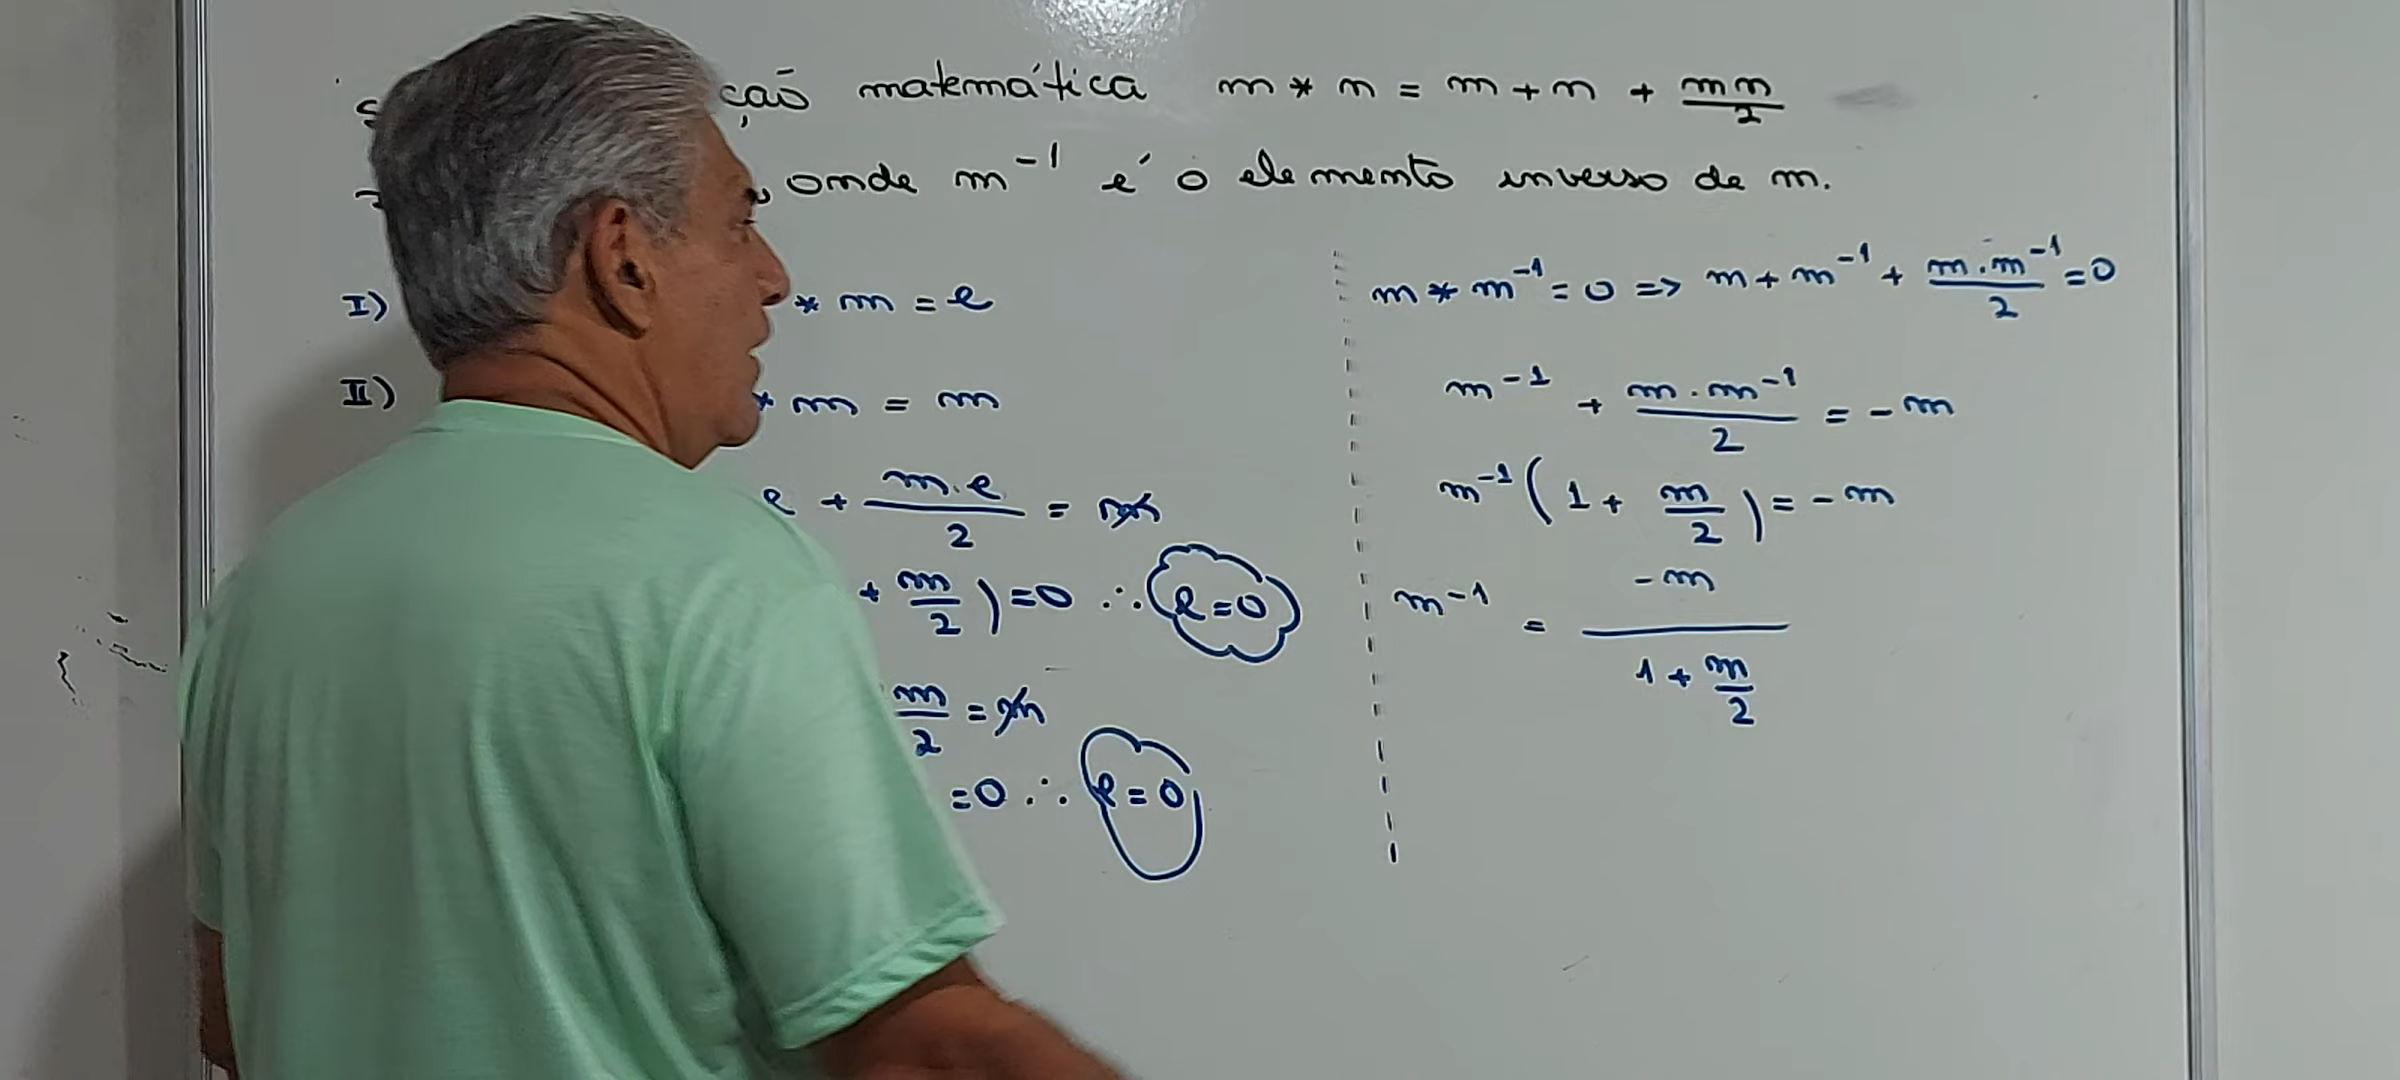 matemática m * n = m + n + mn/2
onde m⁻¹ é o elemento inverso de m.
I) * m = e
II) * m = m
e + m.e/2 = m
+ m/2) = 0 ∴ e = 0
m/2 = m
= 0 ∴ e = 0
m * m⁻¹ = 0 => m + m⁻¹ + m.m⁻¹/2 = 0
m⁻¹ + m.m⁻¹/2 = -m
m⁻¹(1 + m/2) = -m
m⁻¹ = -m/(1 + m/2)